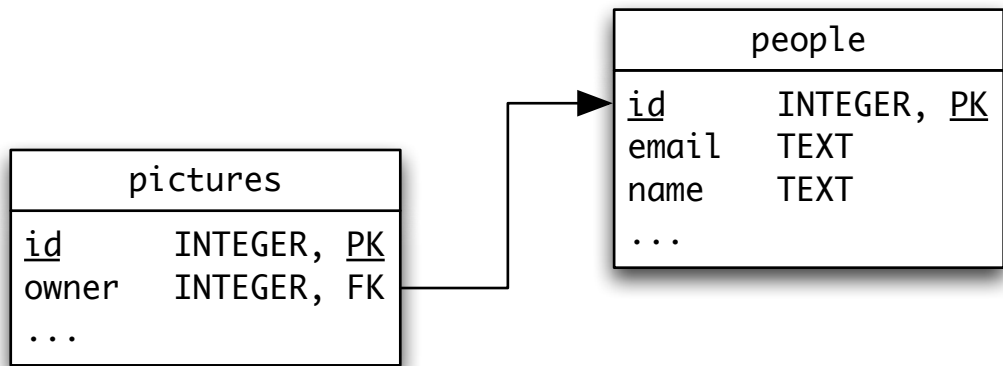 people
id INTEGER, PK
email TEXT
name TEXT
...
pictures
id INTEGER, PK
owner INTEGER, FK
...